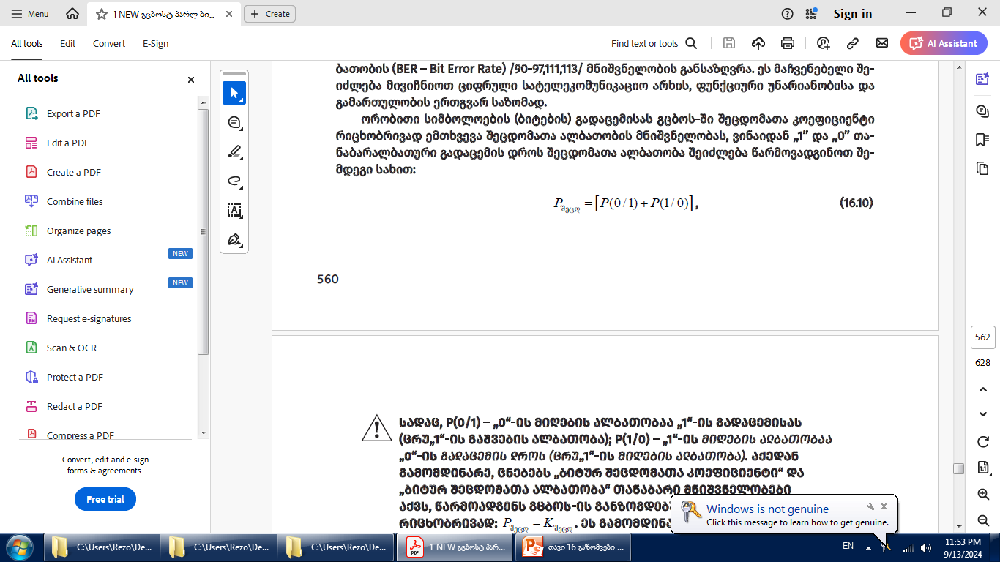 Menu
1 NEW გცბოსტ პარლ ბი...
Create
Sign in
All tools
Edit
Convert
E-Sign
Find text or tools
AI Assistant
All tools
Export a PDF
Edit a PDF
Create a PDF
Combine files
Organize pages
AI Assistant
NEW
Generative summary
NEW
Request e-signatures
Scan & OCR
Protect a PDF
Redact a PDF
Compress a PDF
Convert, edit and e-sign
forms & agreements.
Free trial
ბათობის (BER – Bit Error Rate) /90-97,111,113/ მნიშვნელობის განსაზღვრა. ეს მაჩვენებელი შე-
იძლება მივიჩნიოთ ციფრული სატელეკომუნიკაციო არხის, ფუნქციური უნარიანობისა და
გამართულობის ერთგვარ საზომად.
ორობითი სიმბოლოების (ბიტების) გადაცემისას გცბოს-ში შეცდომათა კოეფიციენტი
რიცხობრივად ემთხვევა შეცდომათა ალბათობის მნიშვნელობას, ვინაიდან „1” და „0” თა-
ნაბარალბათური გადაცემის დროს შეცდომათა ალბათობა შეიძლება წარმოვადგინოთ შე-
მდეგი სახით:
P შეცდ = [P(0/1) + P(1/0)], (16.10)
560
სადაც, P(0/1) – „0“-ის მიღების ალბათობაა „1“-ის გადაცემისას
(ცრუ„1“-ის გაშვების ალბათობა); P(1/0) – „1“-ის მიღების ალბათობაა
„0“-ის გადაცემის დროს (ცრუ„1“-ის მიღების ალბათობა). აქედან
გამომდინარე, ცნებებს „ბიტურ შეცდომათა კოეფიციენტი“ და
„ბიტურ შეცდომათა ალბათობა“ თანაბარი მნიშვნელობები
აქვს, წარმოადგენს გცბოს-ის განზოგდებ
რიცხობრივად: P შეცდ = K შეცდ. ეს გამომდინა
562
628
1:1
Windows is not genuine
Click this message to learn how to get genuine.
C:\Users\Rezo\De...
C:\Users\Rezo\De...
C:\Users\Rezo\De...
1 NEW გცბოსტ პარ...
თავი 16 გაზომვები ...
EN
11:53 PM
9/13/2024